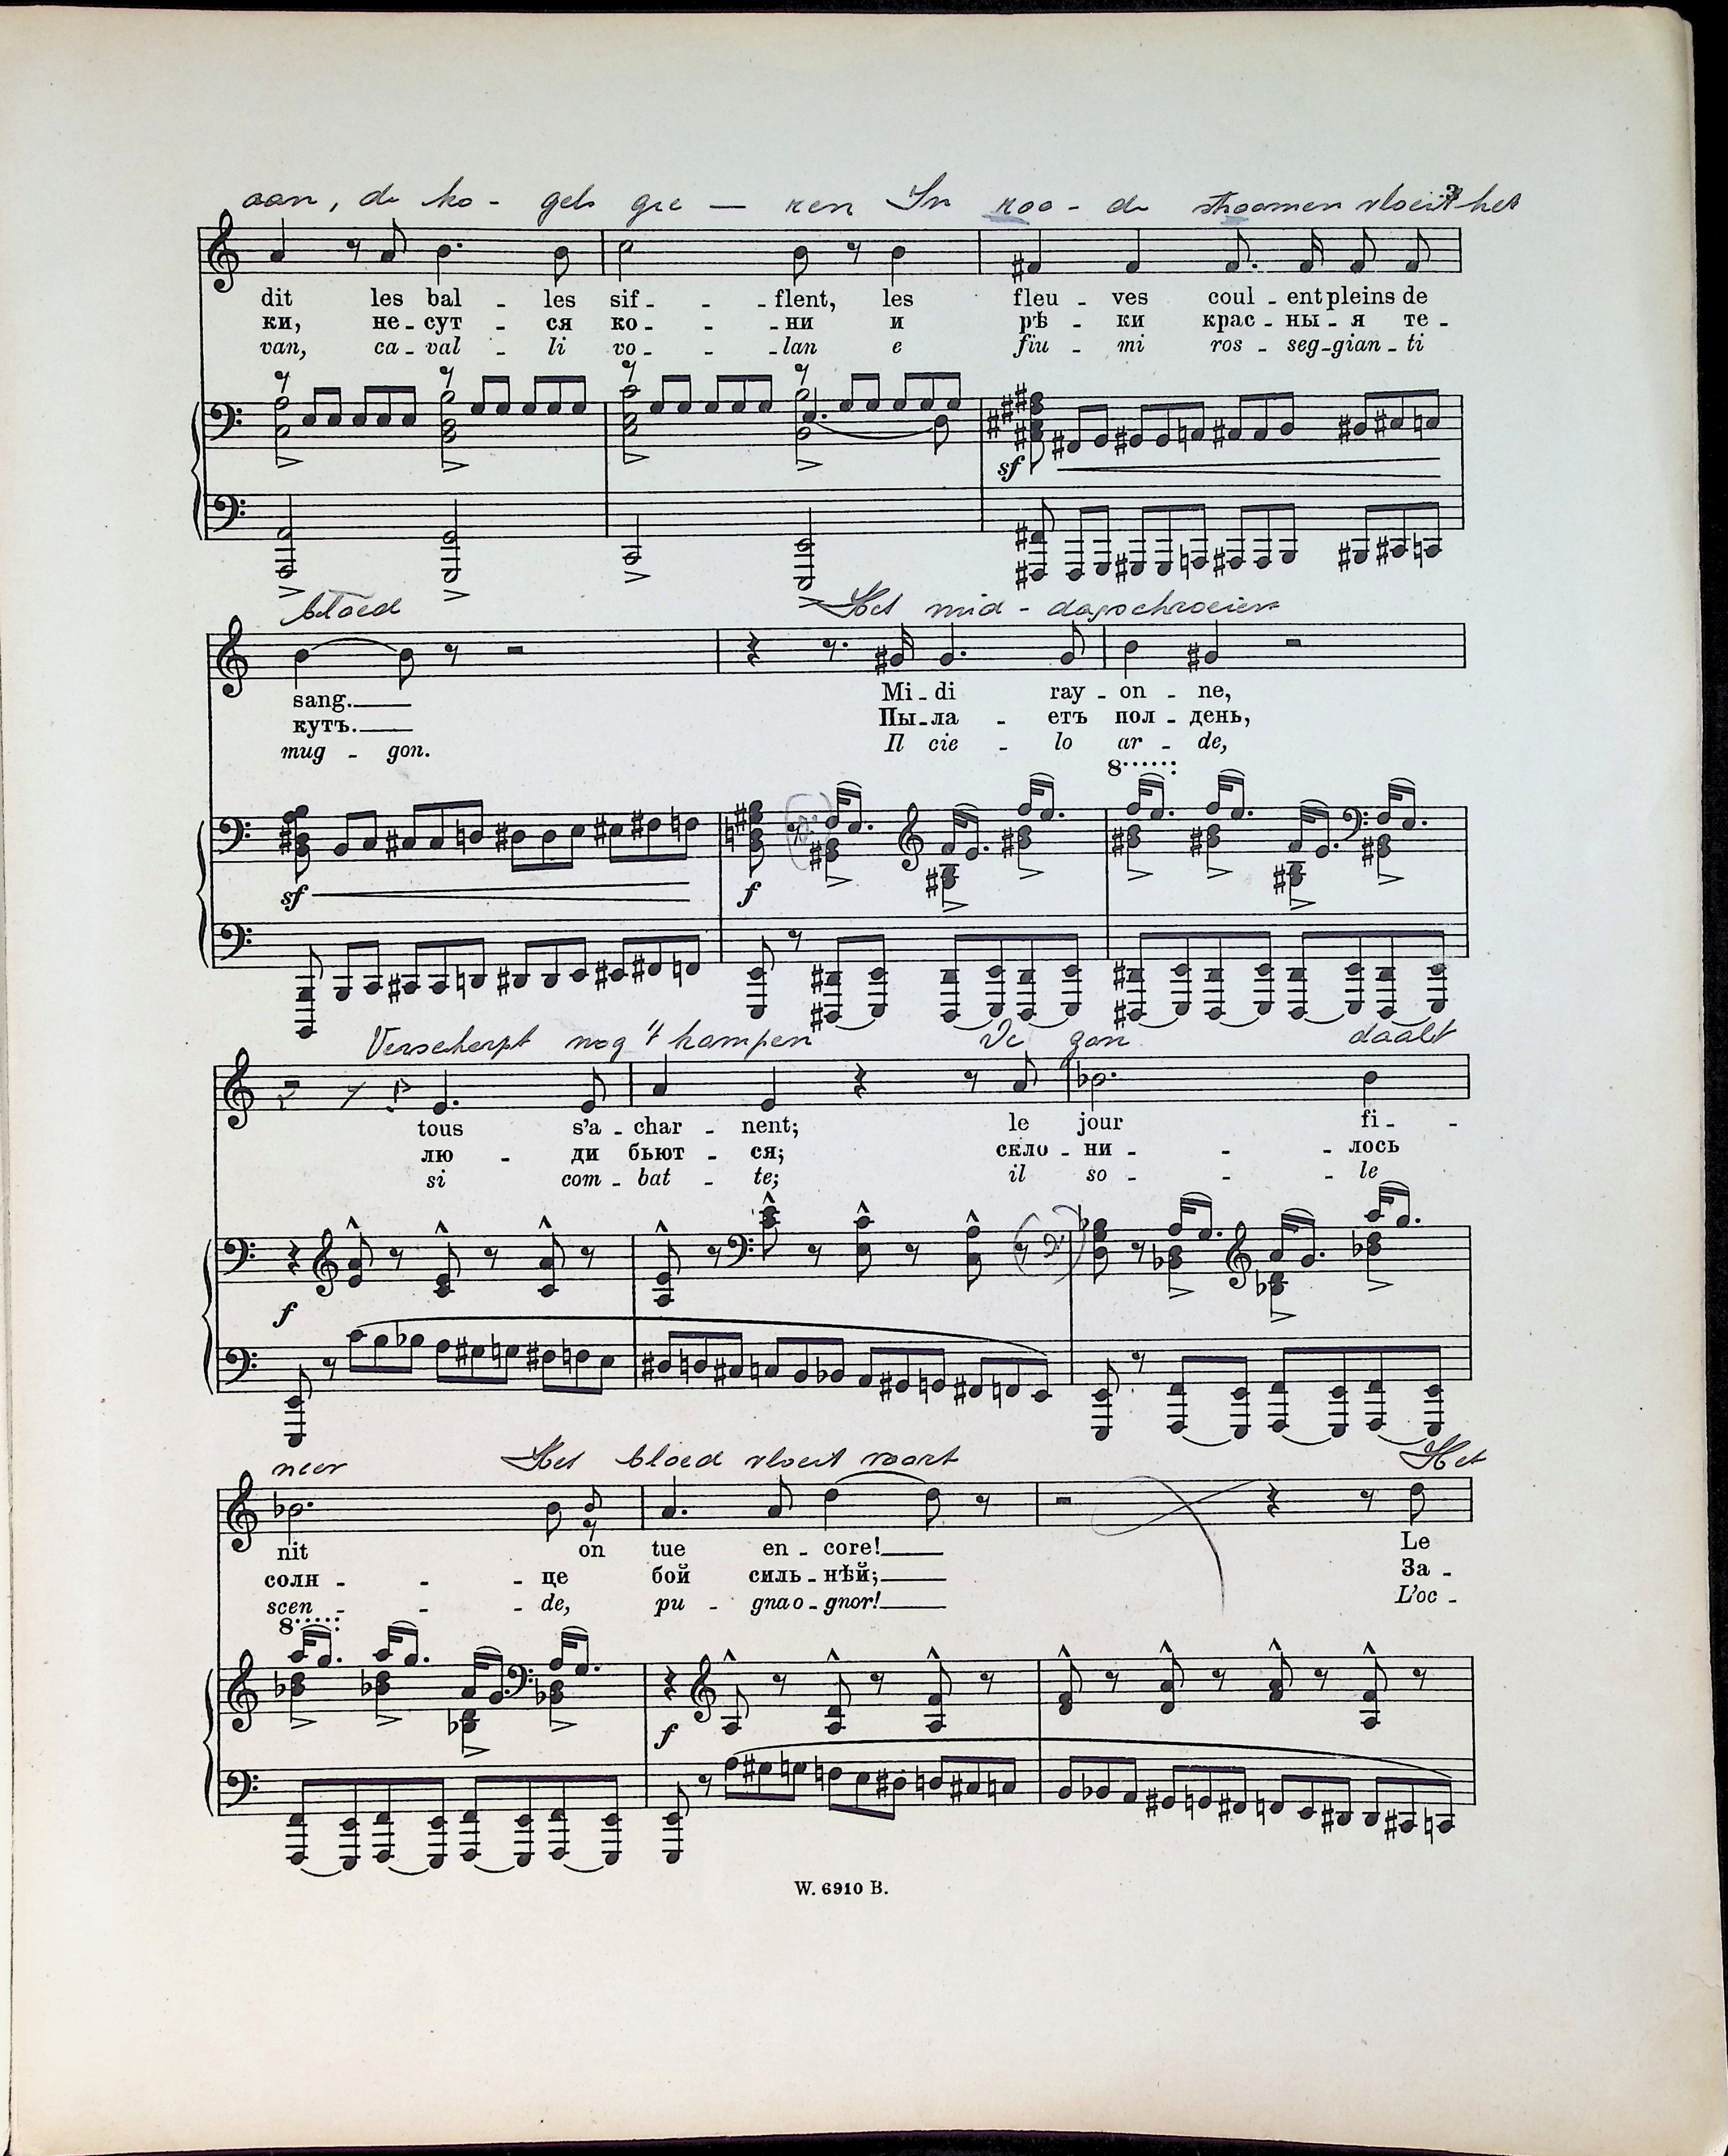 aan, de ko - gels gie — ren In roo - de stroomen vloeit het
3
dit les bal - les sif - - - flent, les fleu - ves coul - ent pleins de
ки, не - сут - ся ко - - - ни и рѣ - ки крас - ны - я те -
van, ca - val - li vo - - - lan e fiu - mi ros - seg - gian - ti
sf
bloed Het mid - dagschroeien
sang. Mi - di ray - on - ne,
кутъ. Пы - ла - етъ пол - день,
mug - gon. Il cie - lo ar - de,
8
sf f
Verscherpt nog 't kampen De zon daalt
tous s'a - char - nent; le jour fi - -
лю - ди бьют - ся; скло - ни - - - лось
si com - bat - te; il so - - - le
f
neer Het bloed vloeit voort Het
nit on tue en - core! Le
солн - - - це бой силь - нѣй; За -
scen - - - de, pu - gna o - gnor! L'oc -
8
f
W. 6910 B.